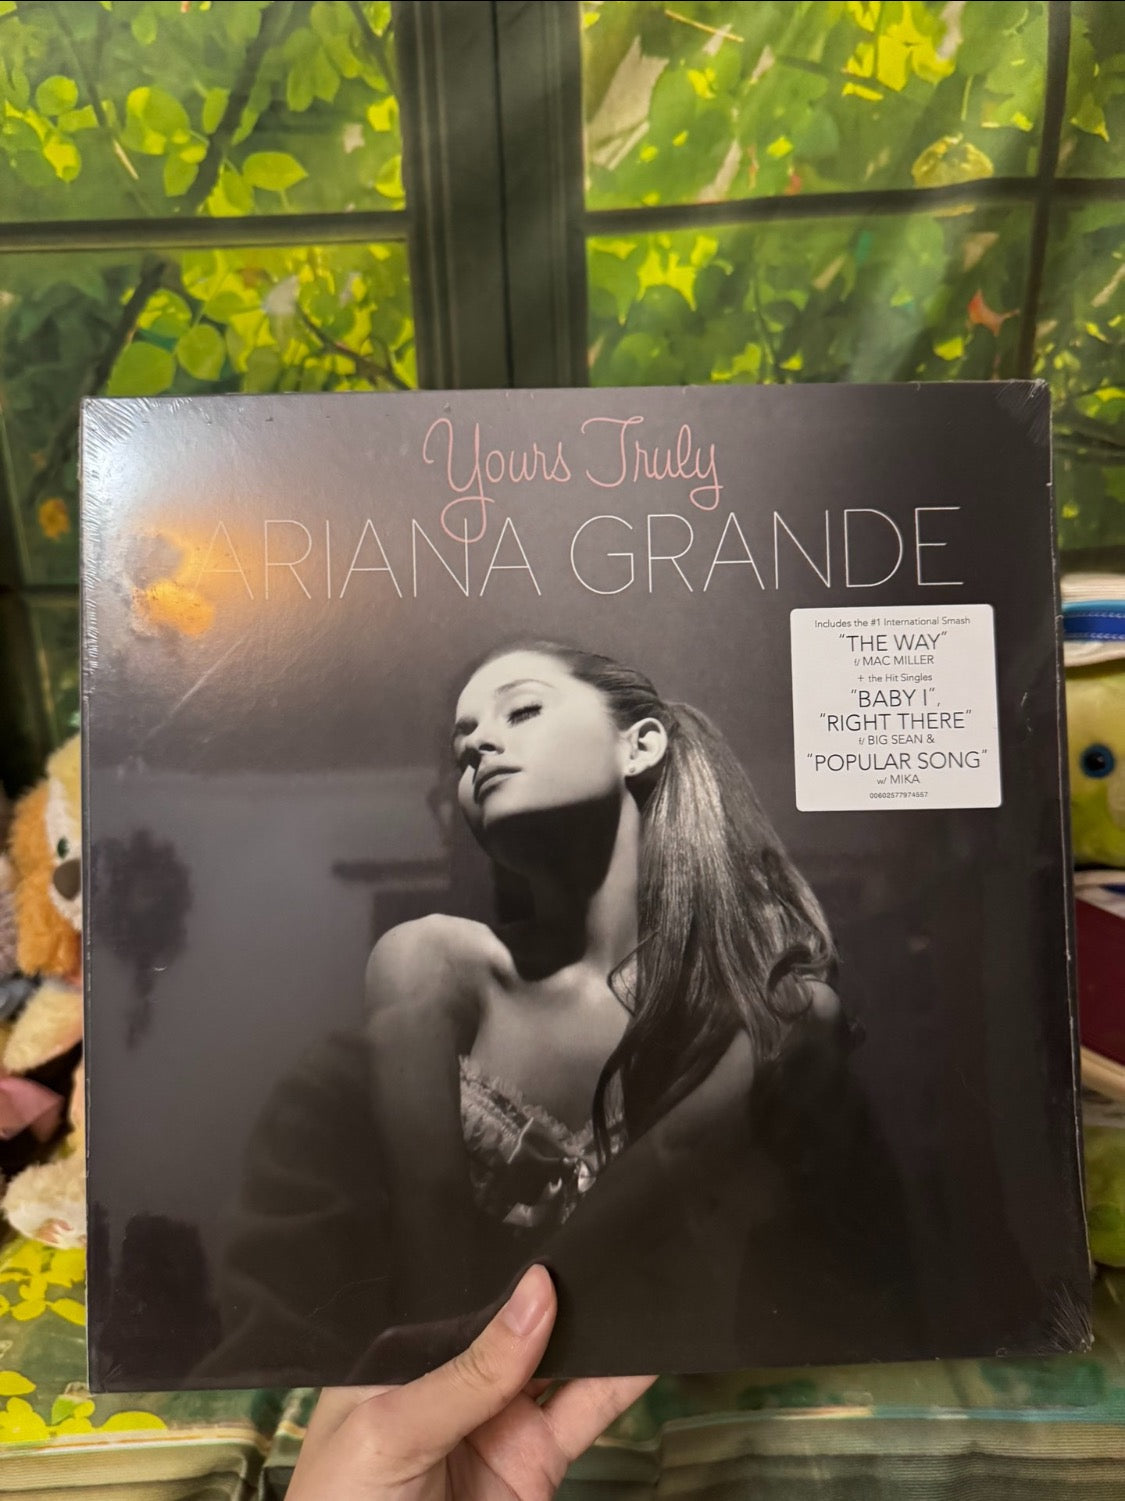 Yours Truly
ARIANA GRANDE
Includes the #1 International Smash
"THE WAY"
f/ MAC MILLER
+ the Hit Singles
"BABY I",
"RIGHT THERE"
f/ BIG SEAN &
"POPULAR SONG"
w/ MIKA
00602577974557